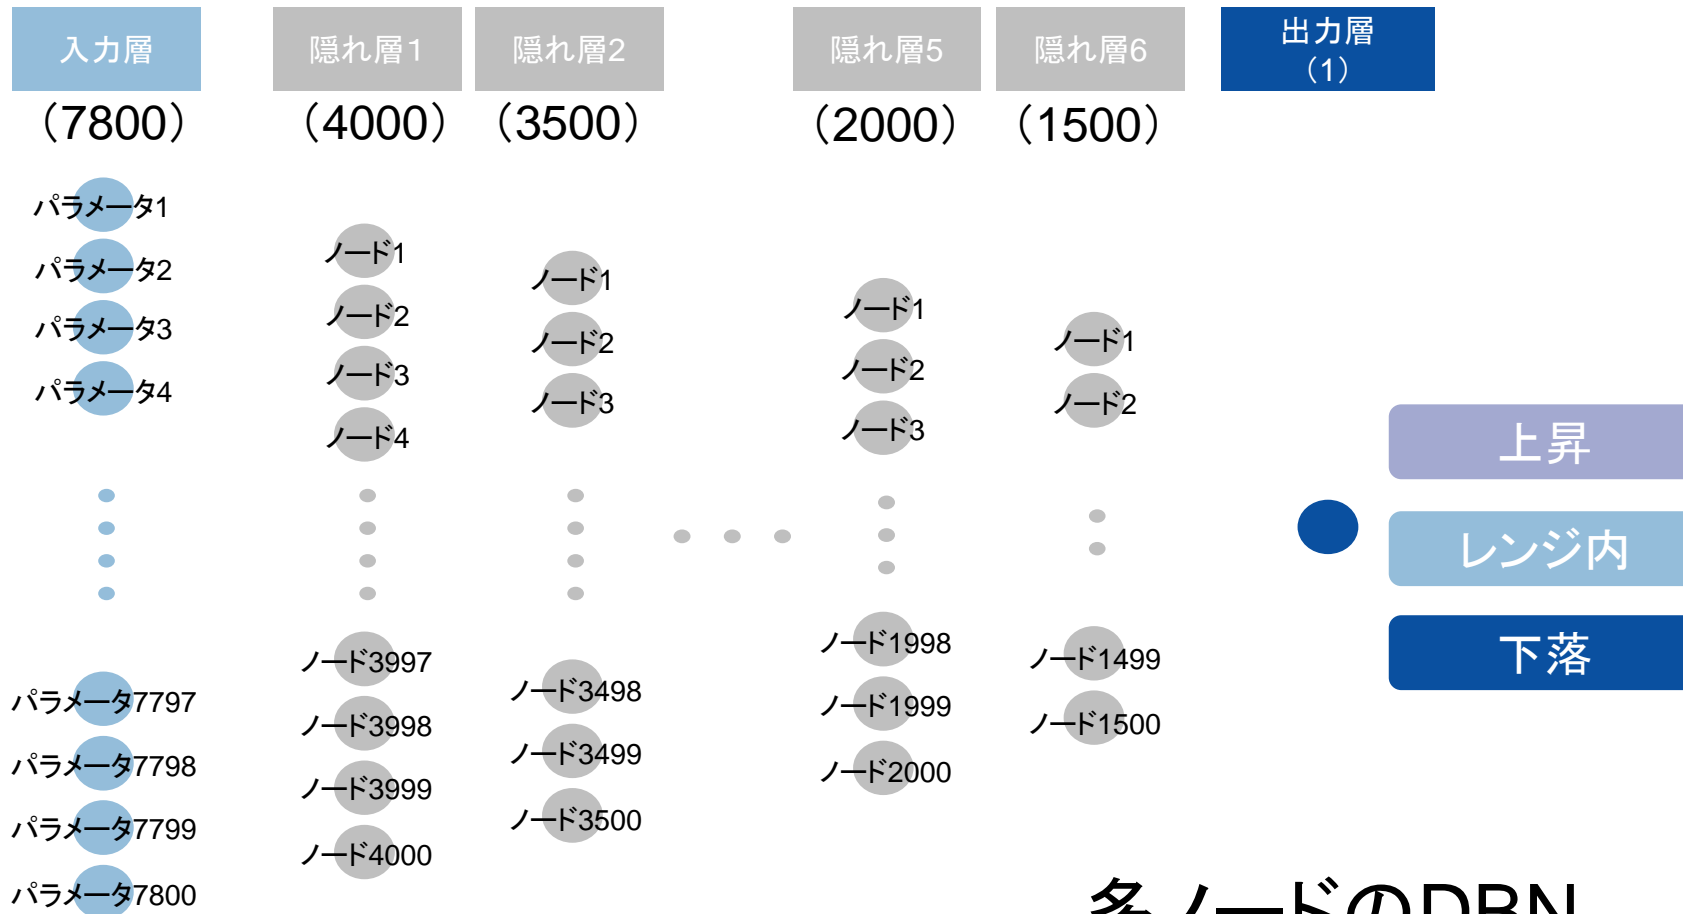 入力層
(7800)
パラメータ1
パラメータ2
パラメータ3
パラメータ4
パラメータ7797
パラメータ7798
パラメータ7799
パラメータ7800
隠れ層1
(4000)
ノード1
ノード2
ノード3
ノード4
ノード3997
ノード3998
ノード3999
ノード4000
隠れ層2
(3500)
ノード1
ノード2
ノード3
ノード3498
ノード3499
ノード3500
隠れ層5
(2000)
ノード1
ノード2
ノード3
ノード1998
ノード1999
ノード2000
隠れ層6
(1500)
ノード1
ノード2
ノード1499
ノード1500
出力層
(1)
上昇
レンジ内
下落
多ノードのDBN